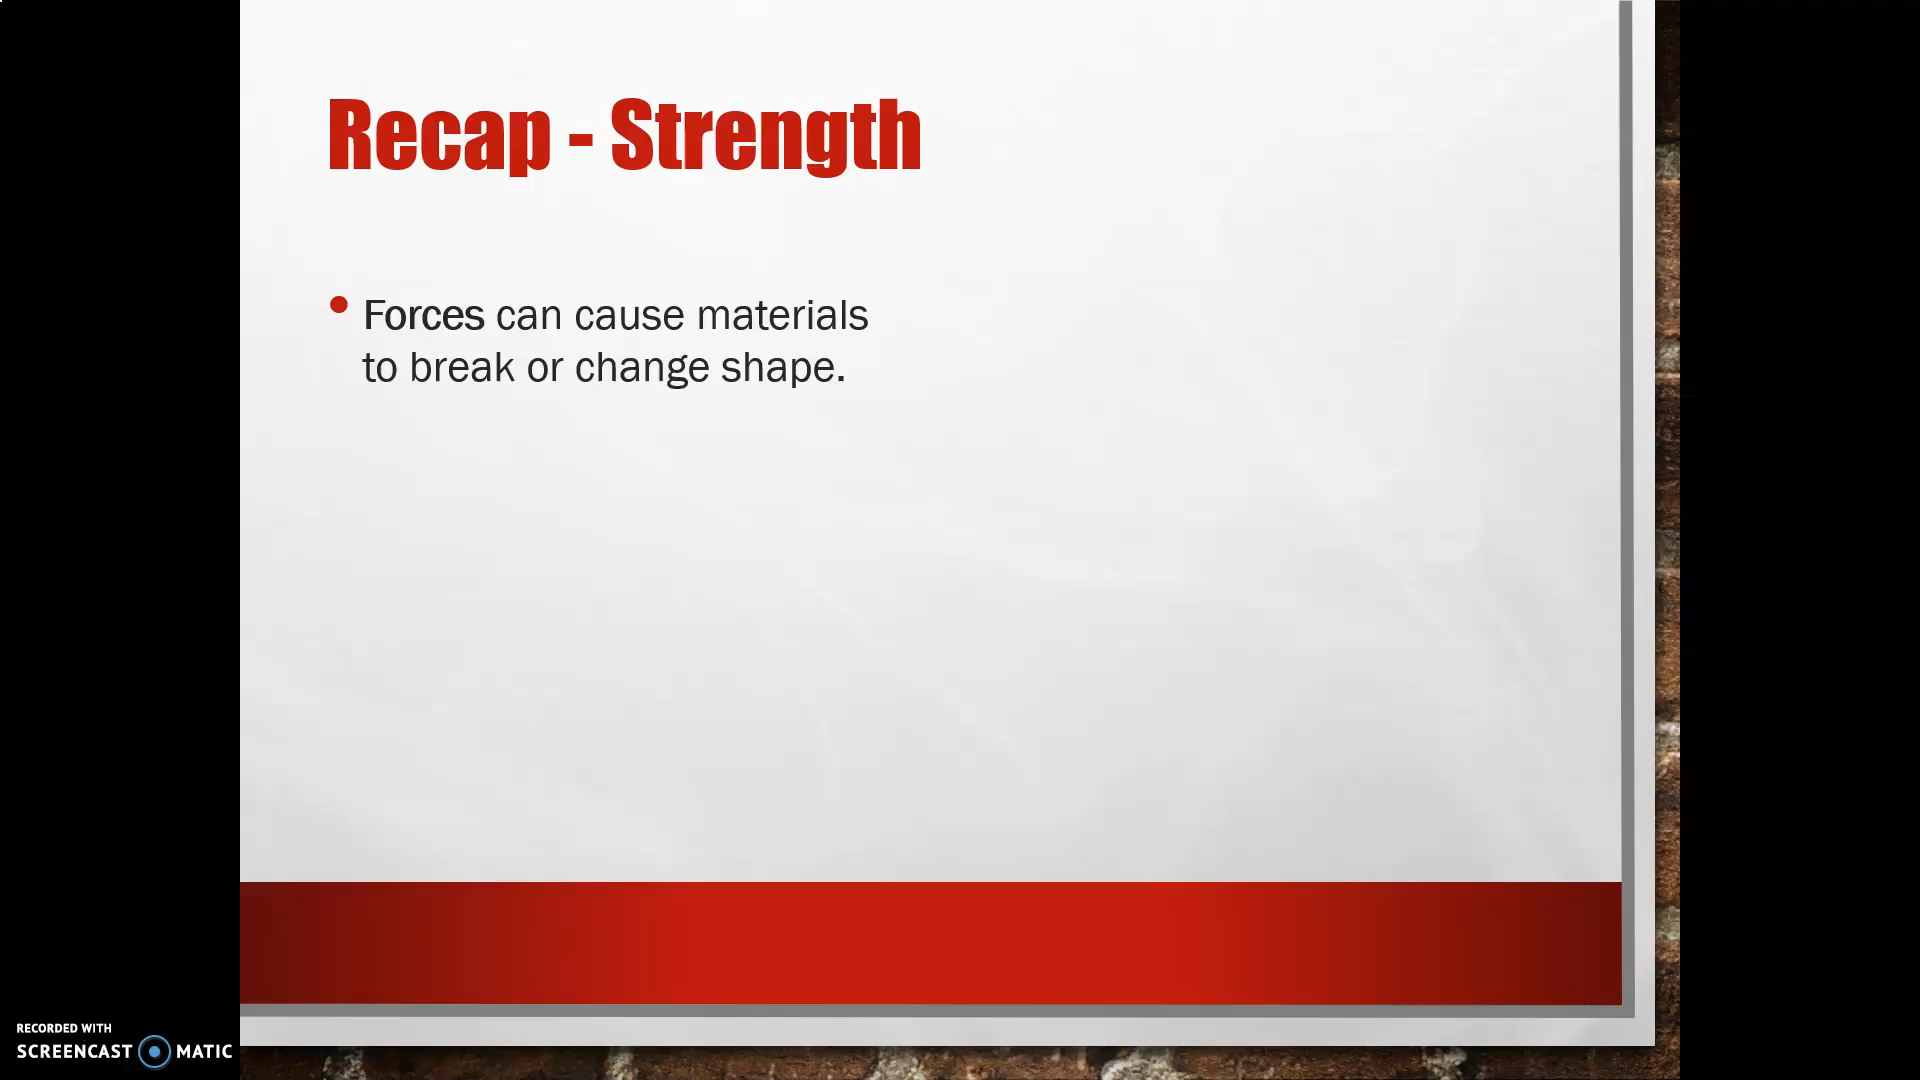 Recap - Strength
Forces can cause materials
to break or change shape.
RECORDED WITH
SCREENCAST MATIC